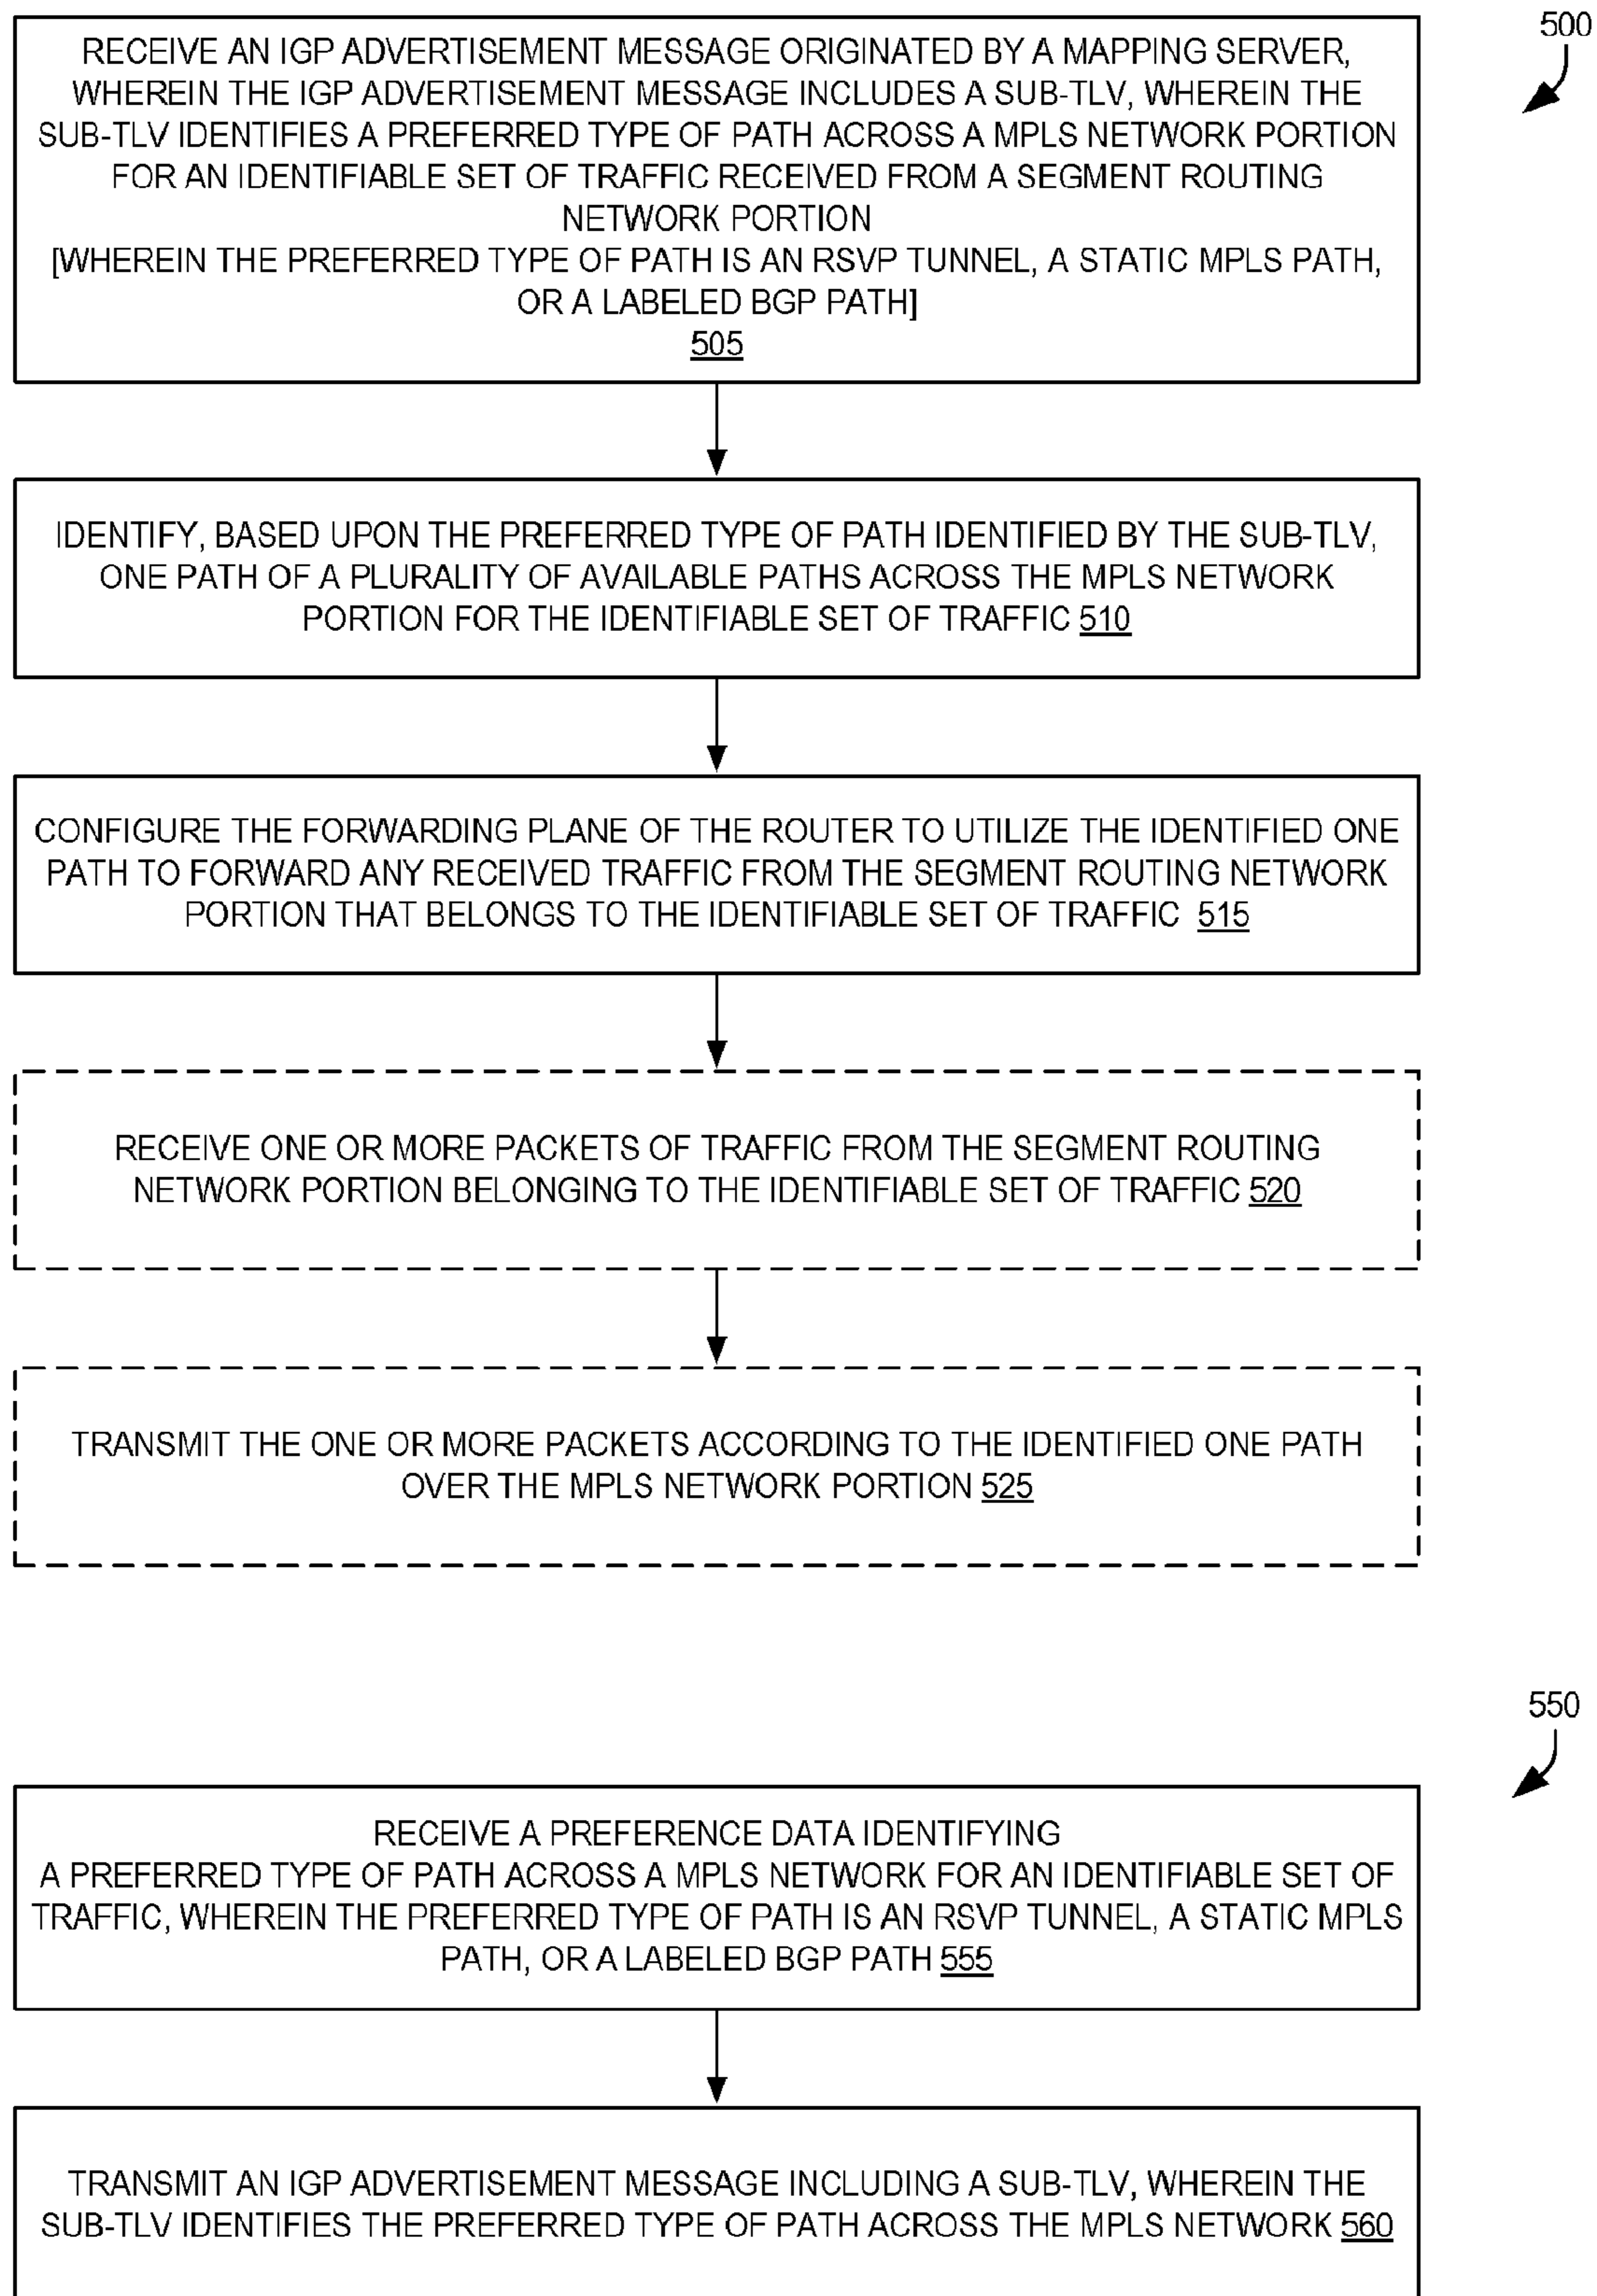 500
RECEIVE AN IGP ADVERTISEMENT MESSAGE ORIGINATED BY A MAPPING SERVER,
WHEREIN THE IGP ADVERTISEMENT MESSAGE INCLUDES A SUB-TLV, WHEREIN THE
SUB-TLV IDENTIFIES A PREFERRED TYPE OF PATH ACROSS A MPLS NETWORK PORTION
FOR AN IDENTIFIABLE SET OF TRAFFIC RECEIVED FROM A SEGMENT ROUTING
NETWORK PORTION
[WHEREIN THE PREFERRED TYPE OF PATH IS AN RSVP TUNNEL, A STATIC MPLS PATH,
OR A LABELED BGP PATH]
505
IDENTIFY, BASED UPON THE PREFERRED TYPE OF PATH IDENTIFIED BY THE SUB-TLV,
ONE PATH OF A PLURALITY OF AVAILABLE PATHS ACROSS THE MPLS NETWORK
PORTION FOR THE IDENTIFIABLE SET OF TRAFFIC 510
CONFIGURE THE FORWARDING PLANE OF THE ROUTER TO UTILIZE THE IDENTIFIED ONE
PATH TO FORWARD ANY RECEIVED TRAFFIC FROM THE SEGMENT ROUTING NETWORK
PORTION THAT BELONGS TO THE IDENTIFIABLE SET OF TRAFFIC 515
RECEIVE ONE OR MORE PACKETS OF TRAFFIC FROM THE SEGMENT ROUTING
NETWORK PORTION BELONGING TO THE IDENTIFIABLE SET OF TRAFFIC 520
TRANSMIT THE ONE OR MORE PACKETS ACCORDING TO THE IDENTIFIED ONE PATH
OVER THE MPLS NETWORK PORTION 525
550
RECEIVE A PREFERENCE DATA IDENTIFYING
A PREFERRED TYPE OF PATH ACROSS A MPLS NETWORK FOR AN IDENTIFIABLE SET OF
TRAFFIC, WHEREIN THE PREFERRED TYPE OF PATH IS AN RSVP TUNNEL, A STATIC MPLS
PATH, OR A LABELED BGP PATH 555
TRANSMIT AN IGP ADVERTISEMENT MESSAGE INCLUDING A SUB-TLV, WHEREIN THE
SUB-TLV IDENTIFIES THE PREFERRED TYPE OF PATH ACROSS THE MPLS NETWORK 560